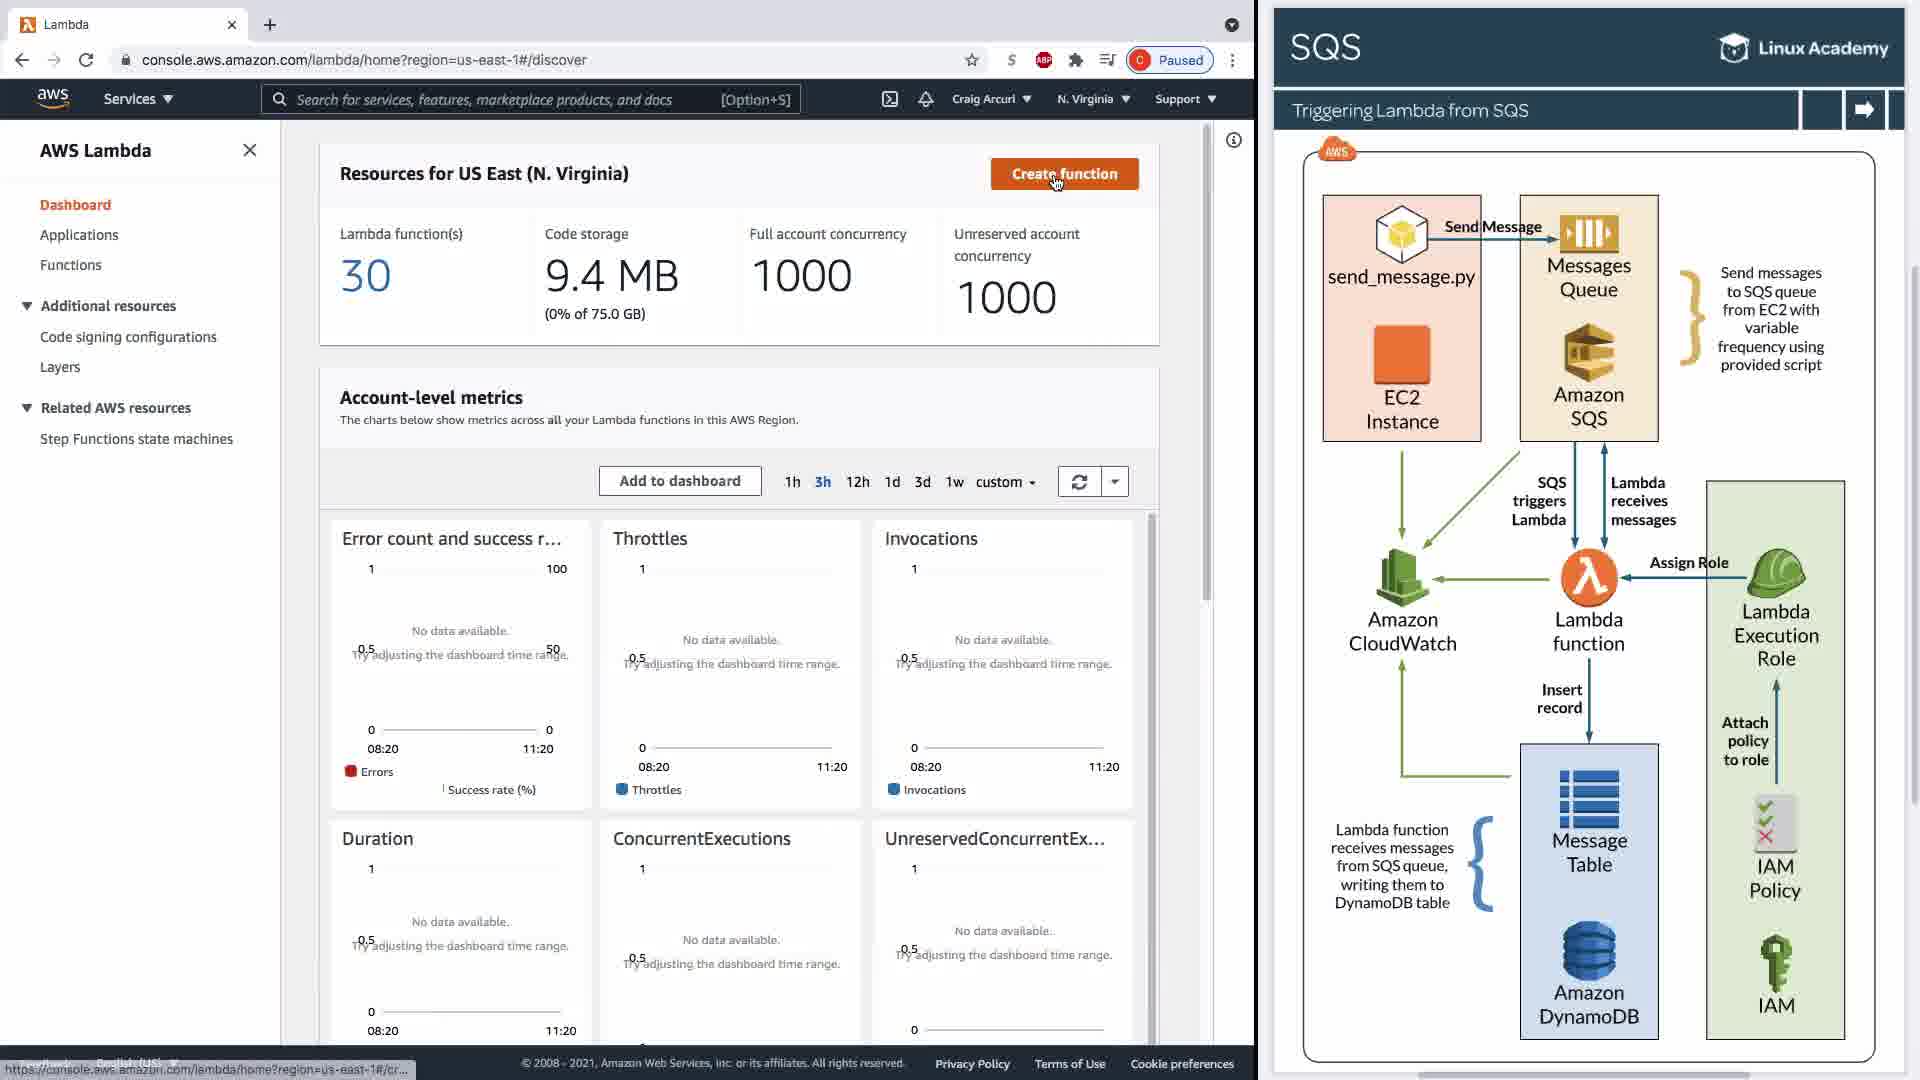 Lambda
console.aws.amazon.com/lambda/home?region=us-east-1#/discover
S
ABP
C
Paused
aws
Services
Search for services, features, marketplace products, and docs
[Option+S]
Craig Arcuri
N. Virginia
Support
AWS Lambda
Dashboard
Applications
Functions
Additional resources
Code signing configurations
Layers
Related AWS resources
Step Functions state machines
Resources for US East (N. Virginia)
Create function
Lambda function(s)
30
Code storage
9.4 MB
(0% of 75.0 GB)
Full account concurrency
1000
Unreserved account
concurrency
1000
Account-level metrics
The charts below show metrics across all your Lambda functions in this AWS Region.
Add to dashboard
1h
3h
12h
1d
3d
1w
custom
Error count and success r...
1
100
No data available.
0.5
50
Try adjusting the dashboard time range.
0
0
08:20
11:20
Errors
Success rate (%)
Throttles
1
No data available.
0.5
Try adjusting the dashboard time range.
0
08:20
11:20
Throttles
Invocations
1
No data available.
0.5
Try adjusting the dashboard time range.
0
08:20
11:20
Invocations
Duration
1
No data available.
0.5
Try adjusting the dashboard time range.
0
08:20
11:20
ConcurrentExecutions
1
No data available.
0.5
Try adjusting the dashboard time range.
UnreservedConcurrentEx...
1
No data available.
0.5
Try adjusting the dashboard time range.
0
https://console.aws.amazon.com/lambda/home?region=us-east-1#/cr...
© 2008 - 2021, Amazon Web Services, Inc. or its affiliates. All rights reserved.
Privacy Policy
Terms of Use
Cookie preferences
SQS
Linux Academy
Triggering Lambda from SQS
AWS
send_message.py
Send Message
Messages
Queue
EC2
Instance
Amazon
SQS
Send messages
to SQS queue
from EC2 with
variable
frequency using
provided script
SQS
triggers
Lambda
Lambda
receives
messages
Assign Role
Amazon
CloudWatch
Lambda
function
Lambda
Execution
Role
Insert
record
Attach
policy
to role
Message
Table
IAM
Policy
Lambda function
receives messages
from SQS queue,
writing them to
DynamoDB table
Amazon
DynamoDB
IAM